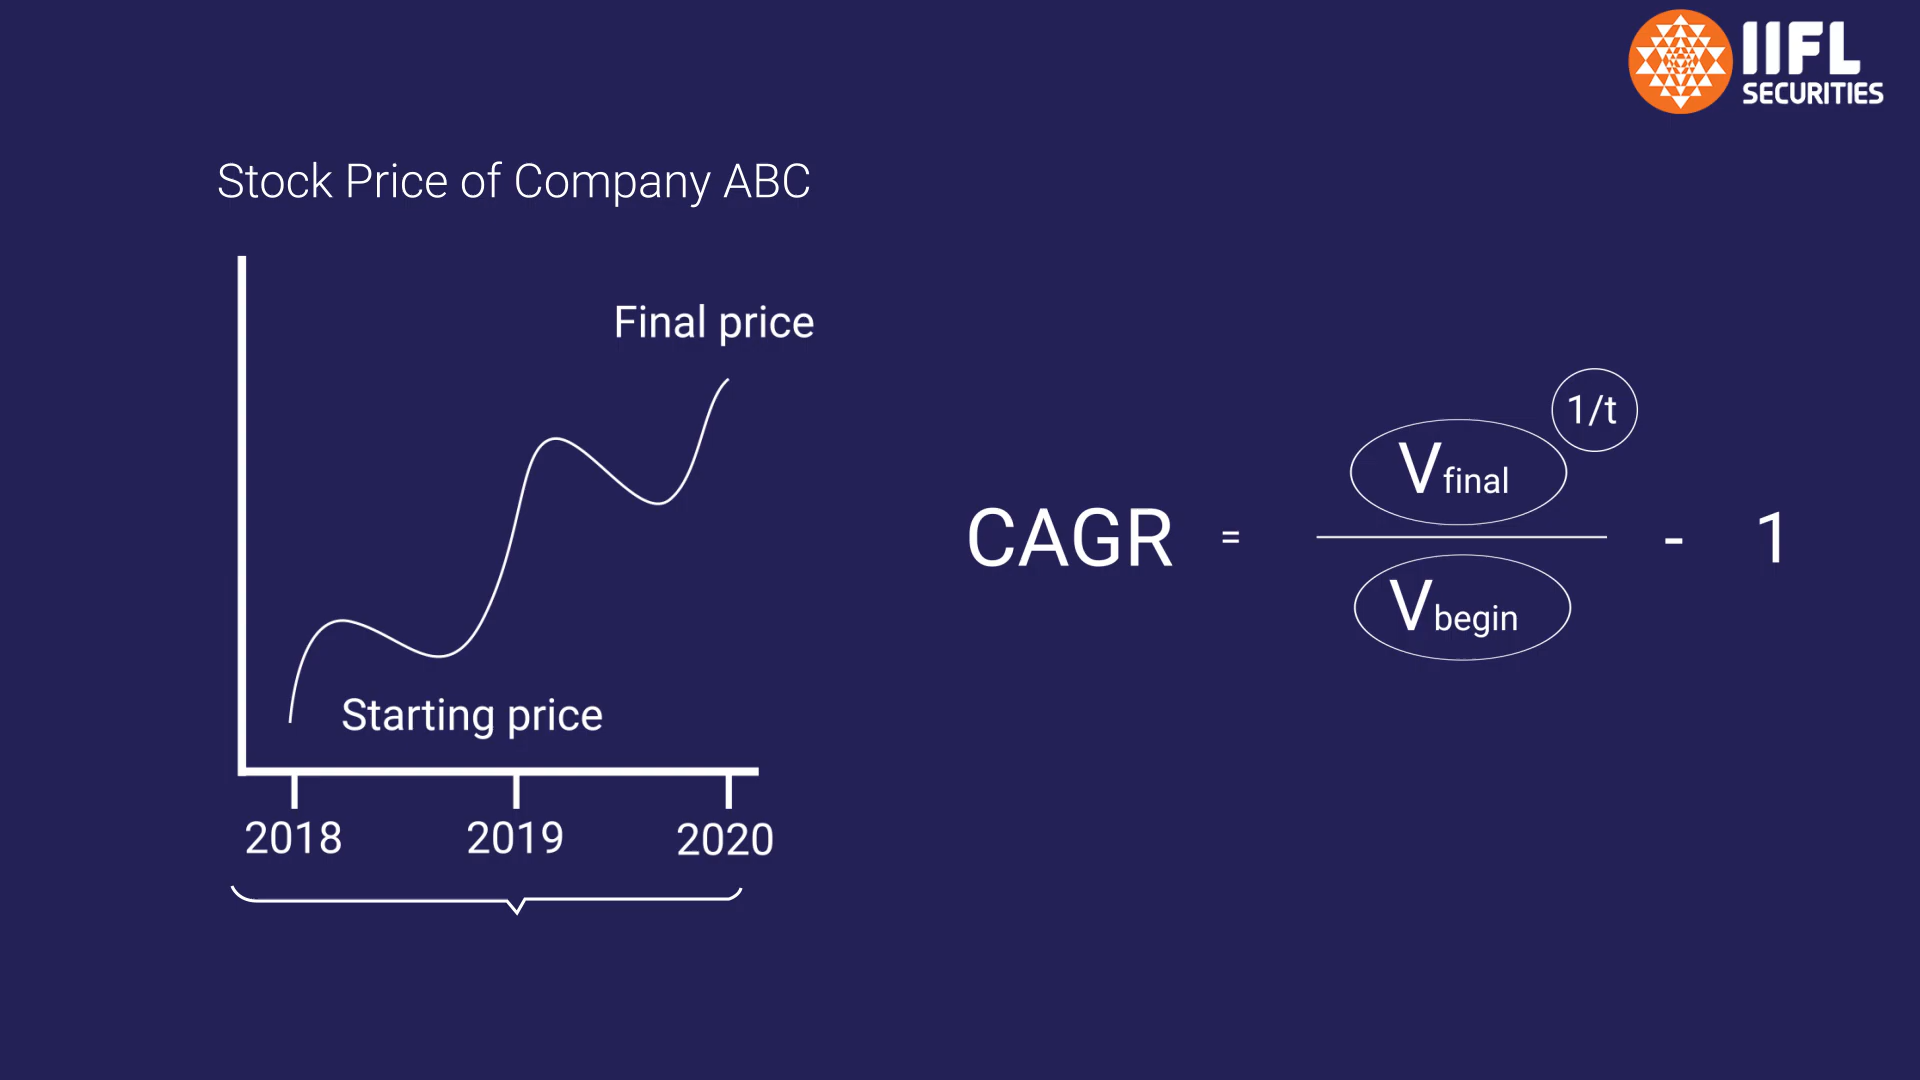 IIFL
SECURITIES
Stock Price of Company ABC
Final price
Starting price
2018 2019 2020
CAGR = Vfinal 1/t - 1
Vbegin